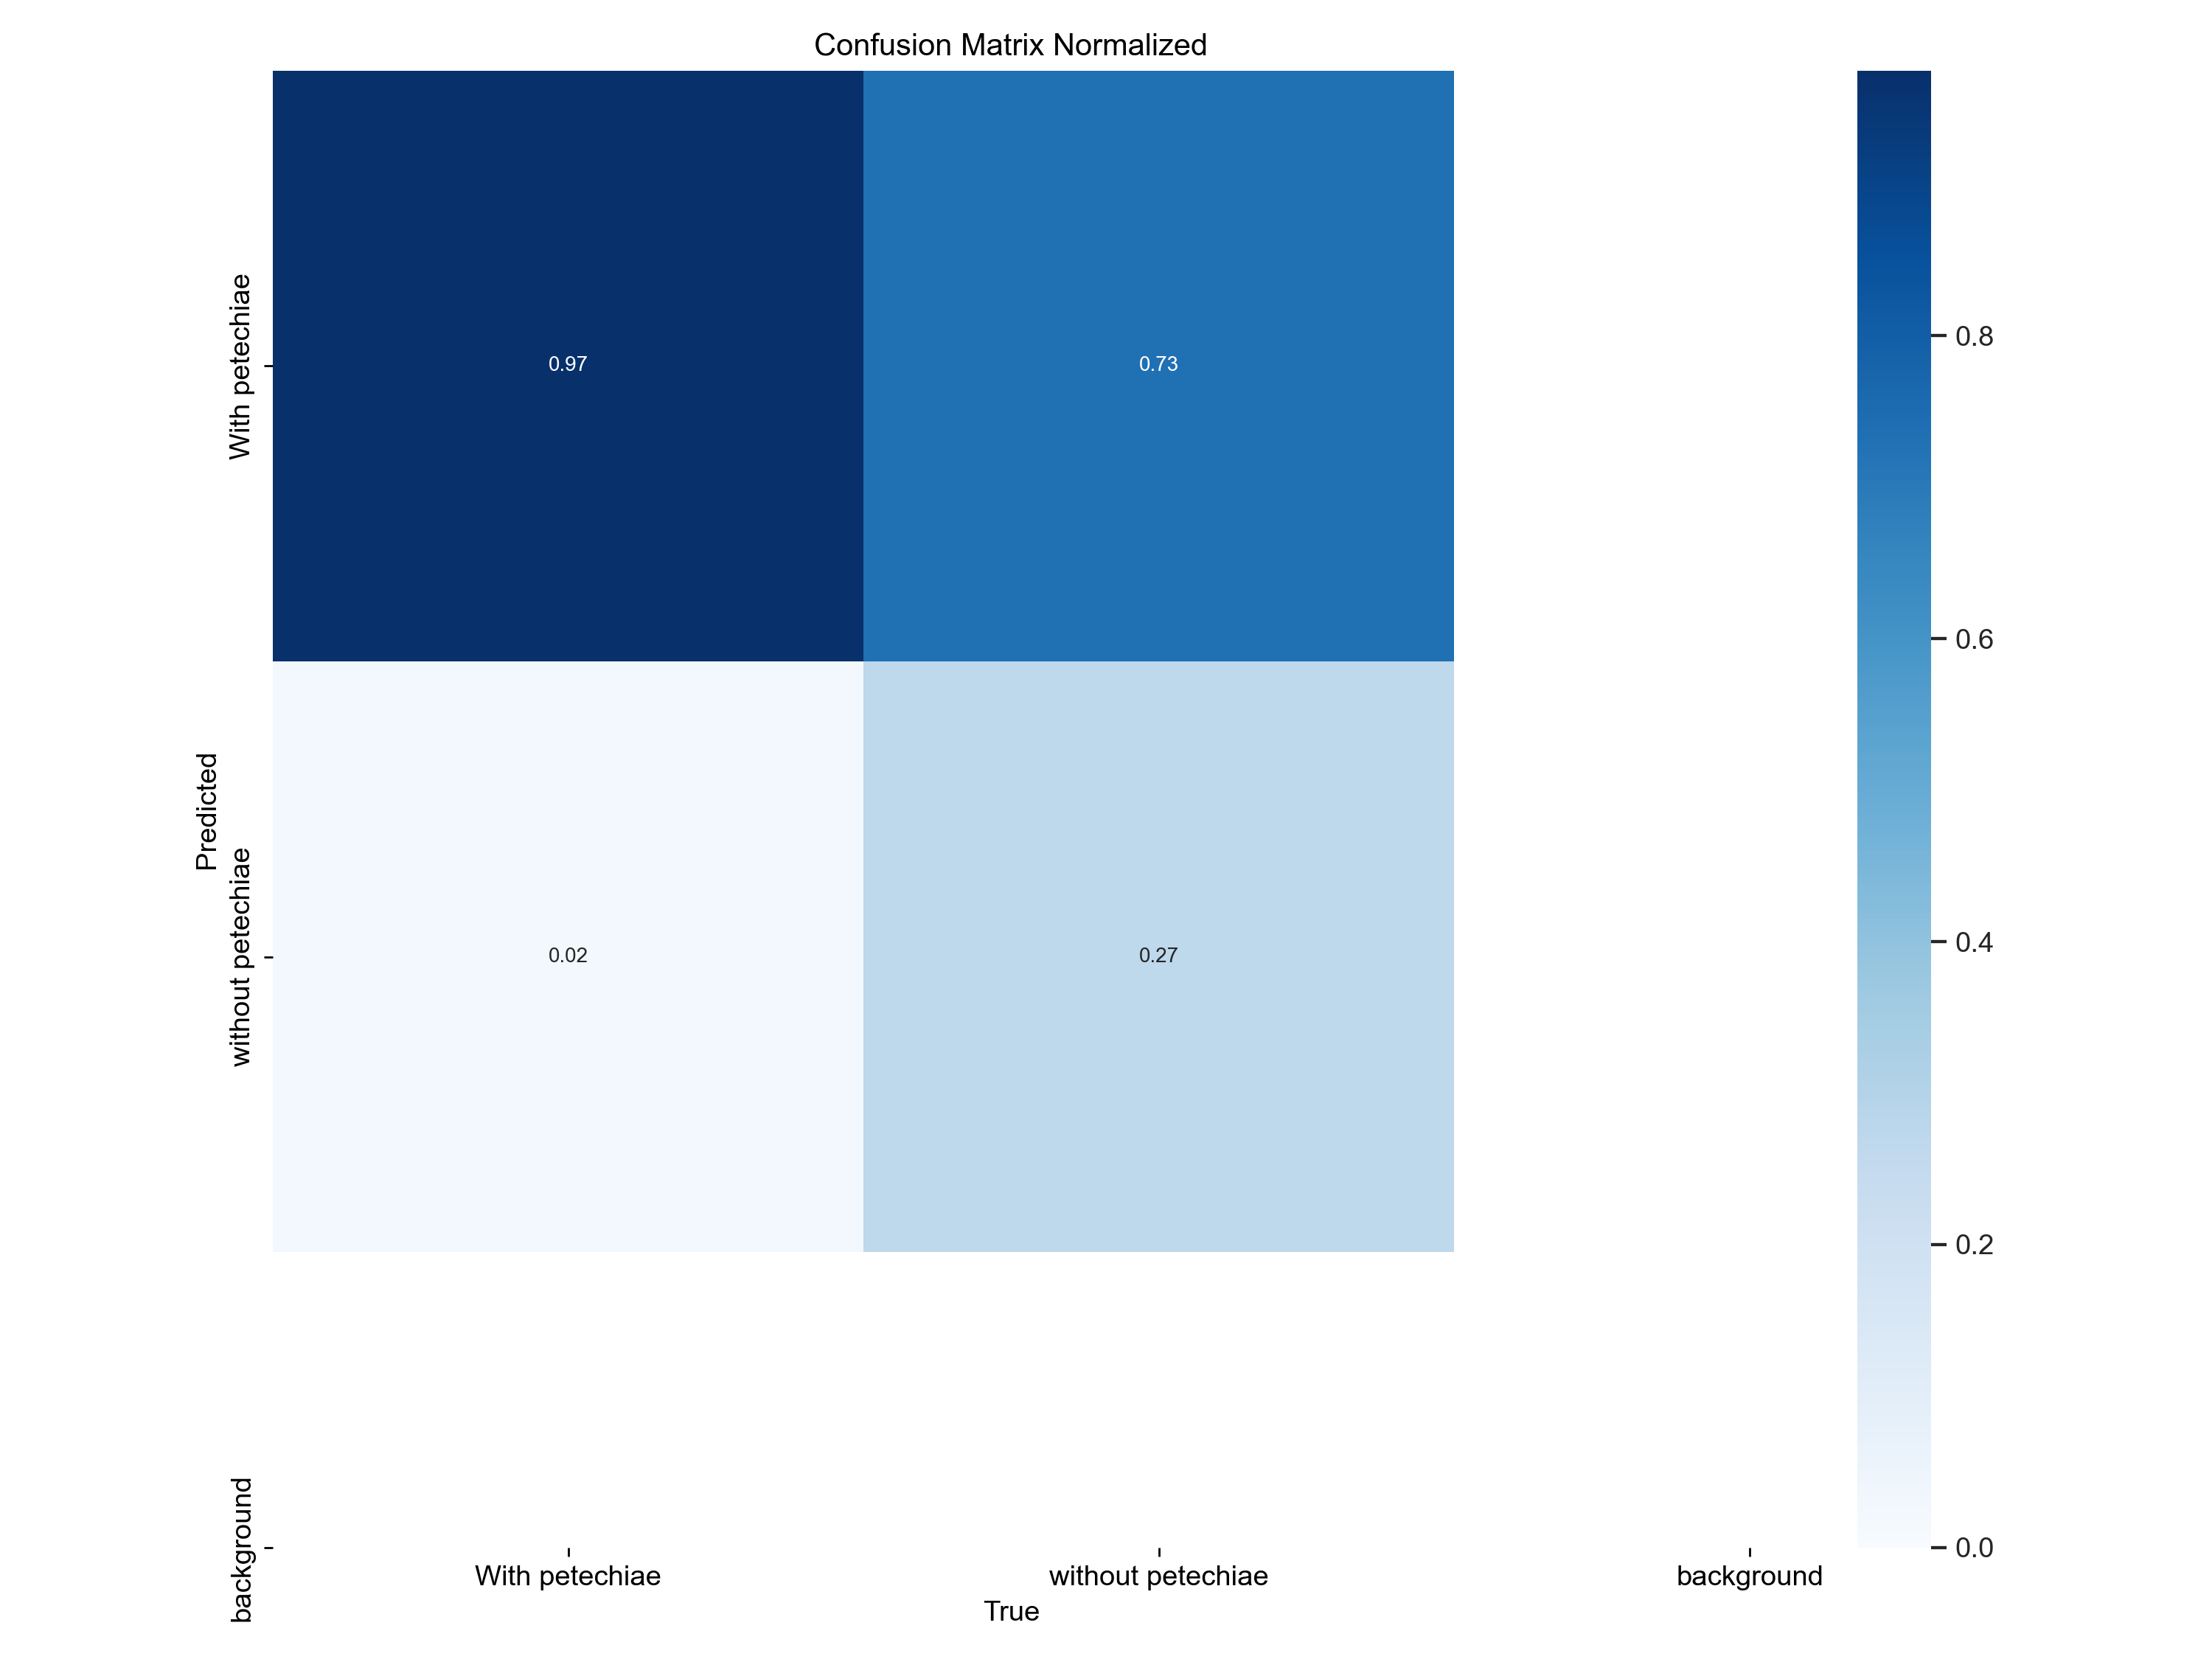 Confusion Matrix Normalized
With petechiae
0.97
0.73
without petechiae
0.02
0.27
background
Predicted
With petechiae
without petechiae
background
True
0.8
0.6
0.4
0.2
0.0